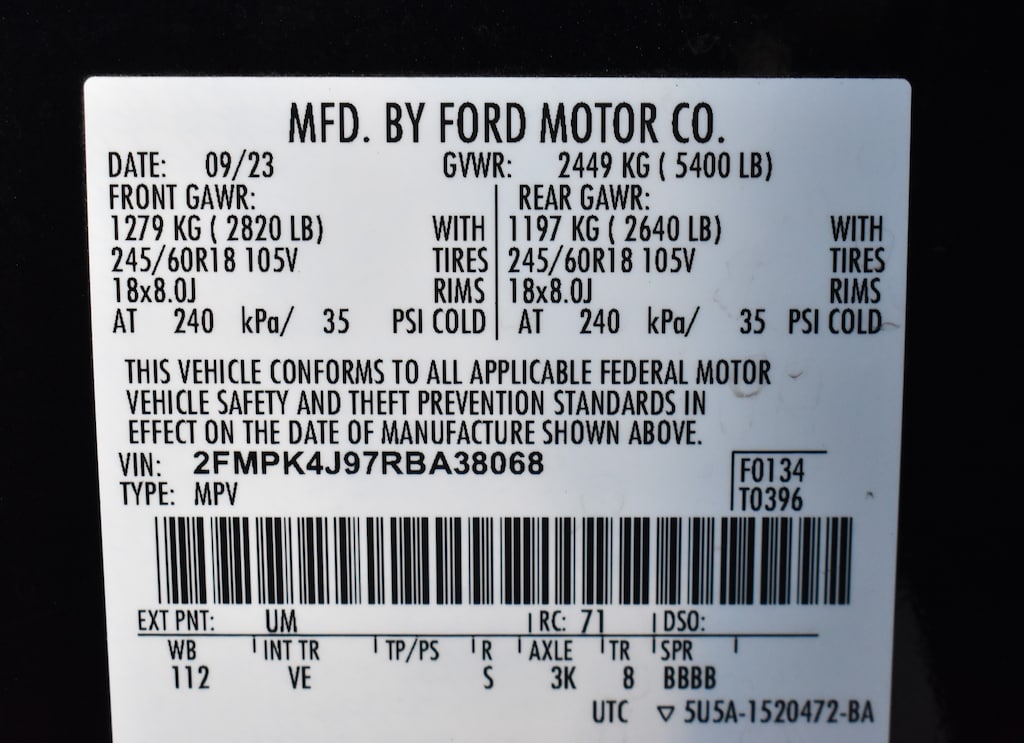 MFD. BY FORD MOTOR CO.
DATE: 09/23 GVWR: 2449 KG ( 5400 LB)
FRONT GAWR: REAR GAWR:
1279 KG ( 2820 LB) WITH 1197 KG ( 2640 LB) WITH
245/60R18 105V TIRES 245/60R18 105V TIRES
18x8.0J RIMS 18x8.0J RIMS
AT 240 kPa/ 35 PSI COLD AT 240 kPa/ 35 PSI COLD
THIS VEHICLE CONFORMS TO ALL APPLICABLE FEDERAL MOTOR
VEHICLE SAFETY AND THEFT PREVENTION STANDARDS IN
EFFECT ON THE DATE OF MANUFACTURE SHOWN ABOVE.
VIN: 2FMPK4J97RBA38068 F0134
TYPE: MPV T0396
EXT PNT: UM RC: 71 DSO:
WB INT TR TP/PS R AXLE TR SPR
112 VE S 3K 8 BBBB
UTC ▽ 5U5A-1520472-BA